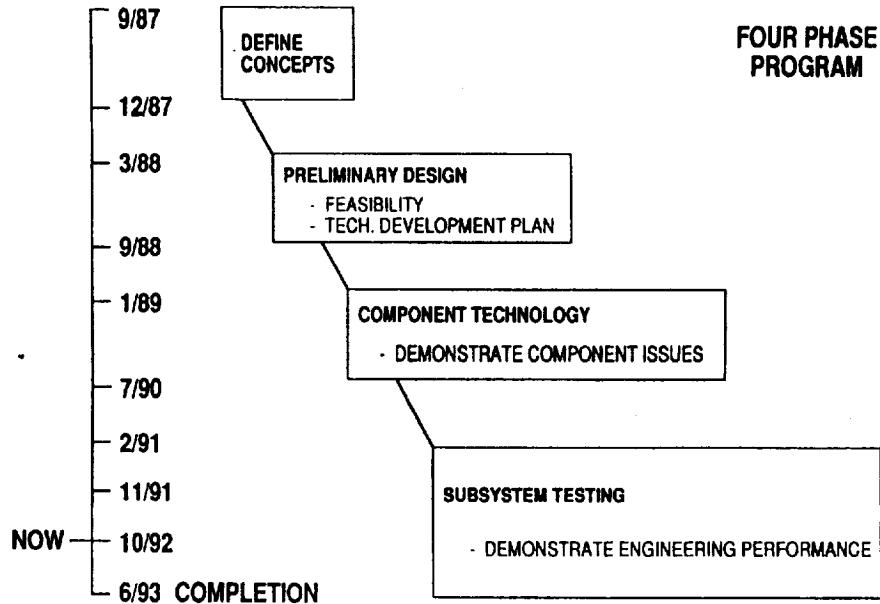 9/87
DEFINE
CONCEPTS
FOUR PHASE
PROGRAM
12/87
3/88
PRELIMINARY DESIGN
- FEASIBILITY
- TECH. DEVELOPMENT PLAN
9/88
1/89
COMPONENT TECHNOLOGY
- DEMONSTRATE COMPONENT ISSUES
7/90
2/91
11/91
SUBSYSTEM TESTING
NOW
10/92
- DEMONSTRATE ENGINEERING PERFORMANCE
6/93 COMPLETION